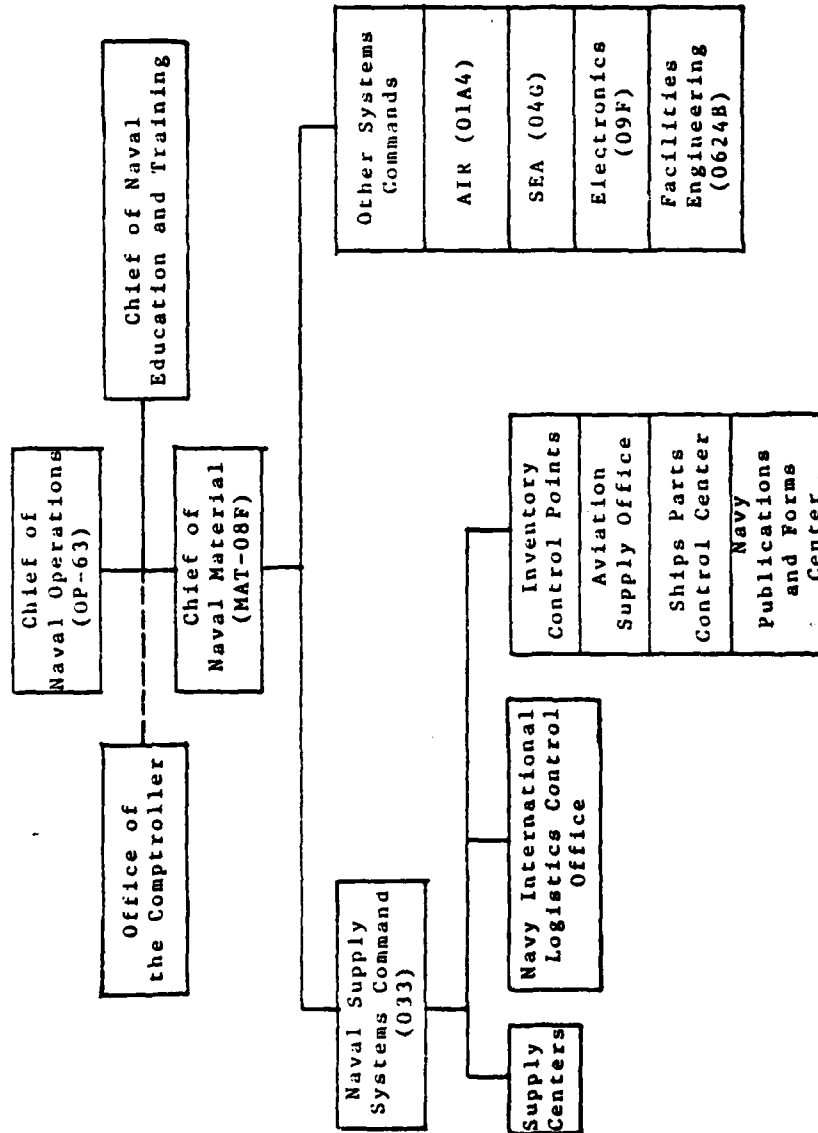 Chief of
Naval Operations
(OP-63)
Office of
the Comptroller
Chief of Naval
Education and Training
Chief of
Naval Material
(MAT-08F)
Naval Supply
Systems Command
(033)
Other Systems
Commands
AIR (01A4)
SEA (04G)
Electronics
(09F)
Facilities
Engineering
(0624B)
Supply
Centers
Navy International
Logistics Control
Office
Inventory
Control Points
Aviation
Supply Office
Ships Parts
Control Center
Navy
Publications
and Forms
Center